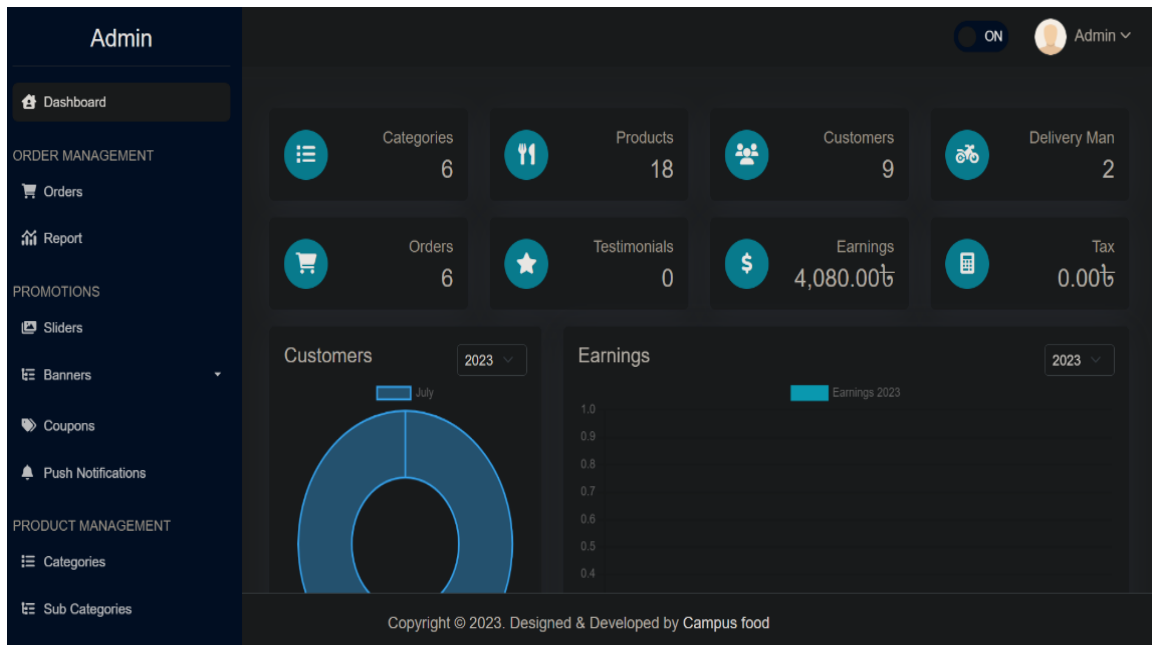 Admin
ON
Admin
Dashboard
ORDER MANAGEMENT
Orders
Report
PROMOTIONS
Sliders
Banners
Coupons
Push Notifications
PRODUCT MANAGEMENT
Categories
Sub Categories
Categories
6
Products
18
Customers
9
Delivery Man
2
Orders
6
Testimonials
0
Earnings
4,080.00৳
Tax
0.00৳
Customers
2023
July
Earnings
2023
Earnings 2023
1.0
0.9
0.8
0.7
0.6
0.5
0.4
Copyright © 2023. Designed & Developed by Campus food